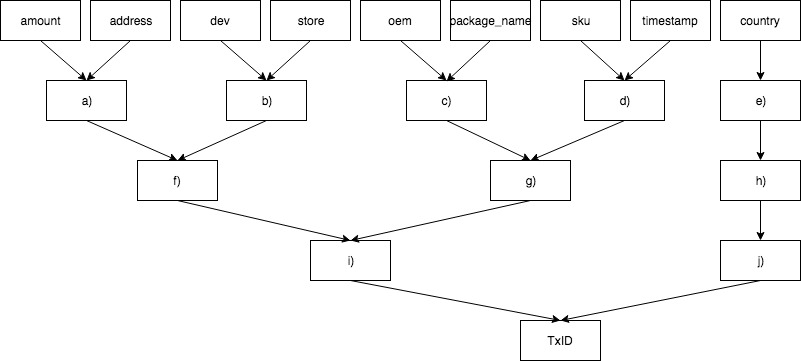 amount
address
dev
store
oem
package_name
sku
timestamp
country
a)
b)
c)
d)
e)
f)
g)
h)
i)
j)
TxID